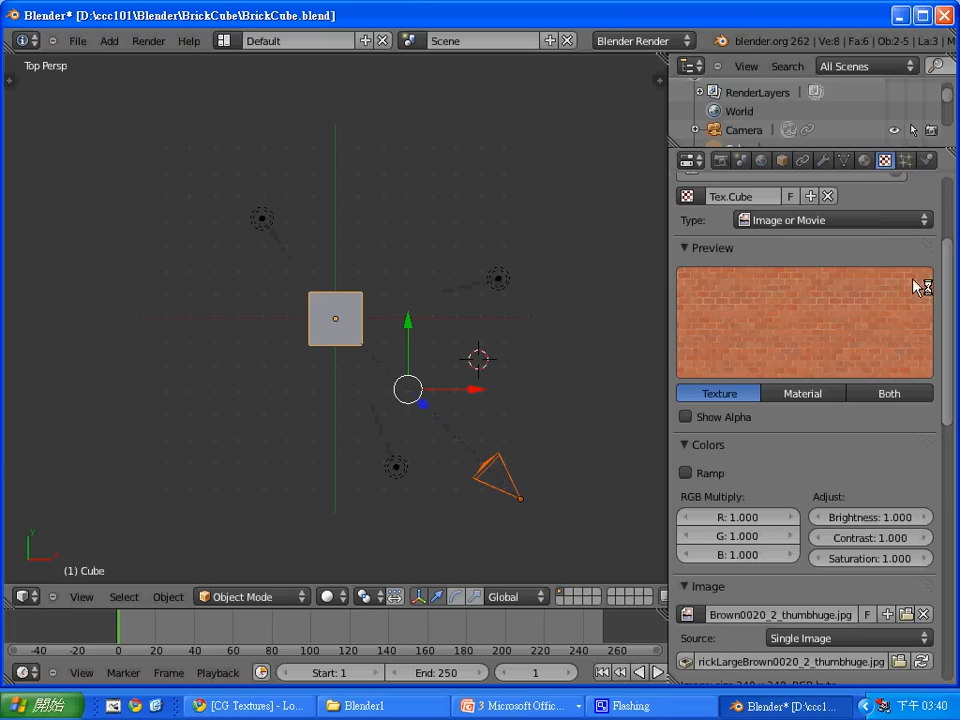 Blender* [D:\ccc101\Blender\BrickCube\BrickCube.blend]
File Add Render Help Default Scene Blender Render blender.org 262 | Ve:8 | Fa:6 | Ob:2-5 | La:3 | M
Top Persp
View Search All Scenes
RenderLayers
World
Camera
Tex.Cube F
Type: Image or Movie
Preview
Texture Material Both
Show Alpha
Colors
Ramp
RGB Multiply: Adjust:
R: 1.000 Brightness: 1.000
G: 1.000 Contrast: 1.000
B: 1.000 Saturation: 1.000
Y
(1) Cube
Image
View Select Object Object Mode Global
Brown0020_2_thumbhuge.jpg F
Source: Single Image
rickLargeBrown0020_2_thumbhuge.jpg
-40 -20 0 20 40 60 80 100 120 140 160 180 200 220 240 260
View Marker Frame Playback Start: 1 End: 250 1
開始 [CG Textures] - Lo... Blender1 3 Microsoft Offic... Flashing Blender* [D:\ccc1... 下午 03:40